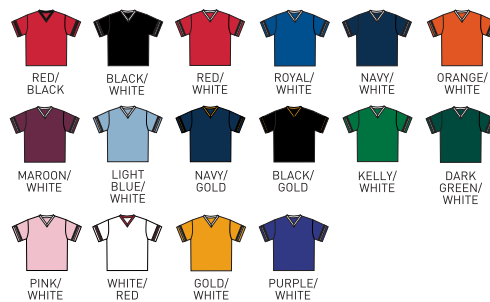 RED/
BLACK
BLACK/
WHITE
RED/
WHITE
ROYAL/
WHITE
NAVY/
WHITE
ORANGE/
WHITE
MAROON/
WHITE
LIGHT
BLUE/
WHITE
NAVY/
GOLD
BLACK/
GOLD
KELLY/
WHITE
DARK
GREEN/
WHITE
PINK/
WHITE
WHITE/
RED
GOLD/
WHITE
PURPLE/
WHITE